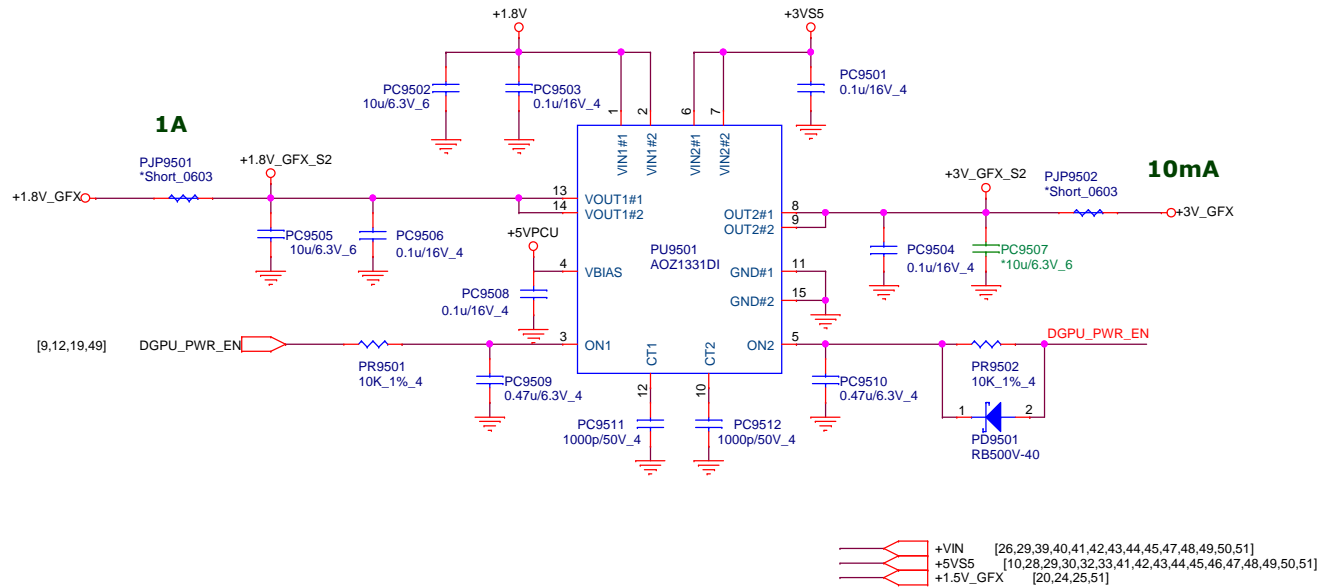 +1.8V
+3VS5
PC9502
10u/6.3V_6
PC9503
0.1u/16V_4
PC9501
0.1u/16V_4
1
2
6
7
VIN1#1
VIN1#2
VIN2#1
VIN2#2
1A
PJP9501
*Short_0603
+1.8V_GFX_S2
+1.8V_GFX
13
VOUT1#1
14
VOUT1#2
PC9505
10u/6.3V_6
PC9506
0.1u/16V_4
+3V_GFX_S2
PJP9502
*Short_0603
10mA
+3V_GFX
OUT2#1
8
OUT2#2
9
PC9504
0.1u/16V_4
PC9507
*10u/6.3V_6
+5VPCU
4
VBIAS
PC9508
0.1u/16V_4
PU9501
AOZ1331DI
GND#1
11
GND#2
15
[9,12,19,49]
DGPU_PWR_EN
PR9501
10K_1%_4
3
ON1
PC9509
0.47u/6.3V_4
CT1
CT2
12
10
PC9511
1000p/50V_4
PC9512
1000p/50V_4
ON2
5
PC9510
0.47u/6.3V_4
DGPU_PWR_EN
PR9502
10K_1%_4
1
2
PD9501
RB500V-40
+VIN [26,29,39,40,41,42,43,44,45,47,48,49,50,51]
+5VS5 [10,28,29,30,32,33,41,42,43,44,45,46,47,48,49,50,51]
+1.5V_GFX [20,24,25,51]